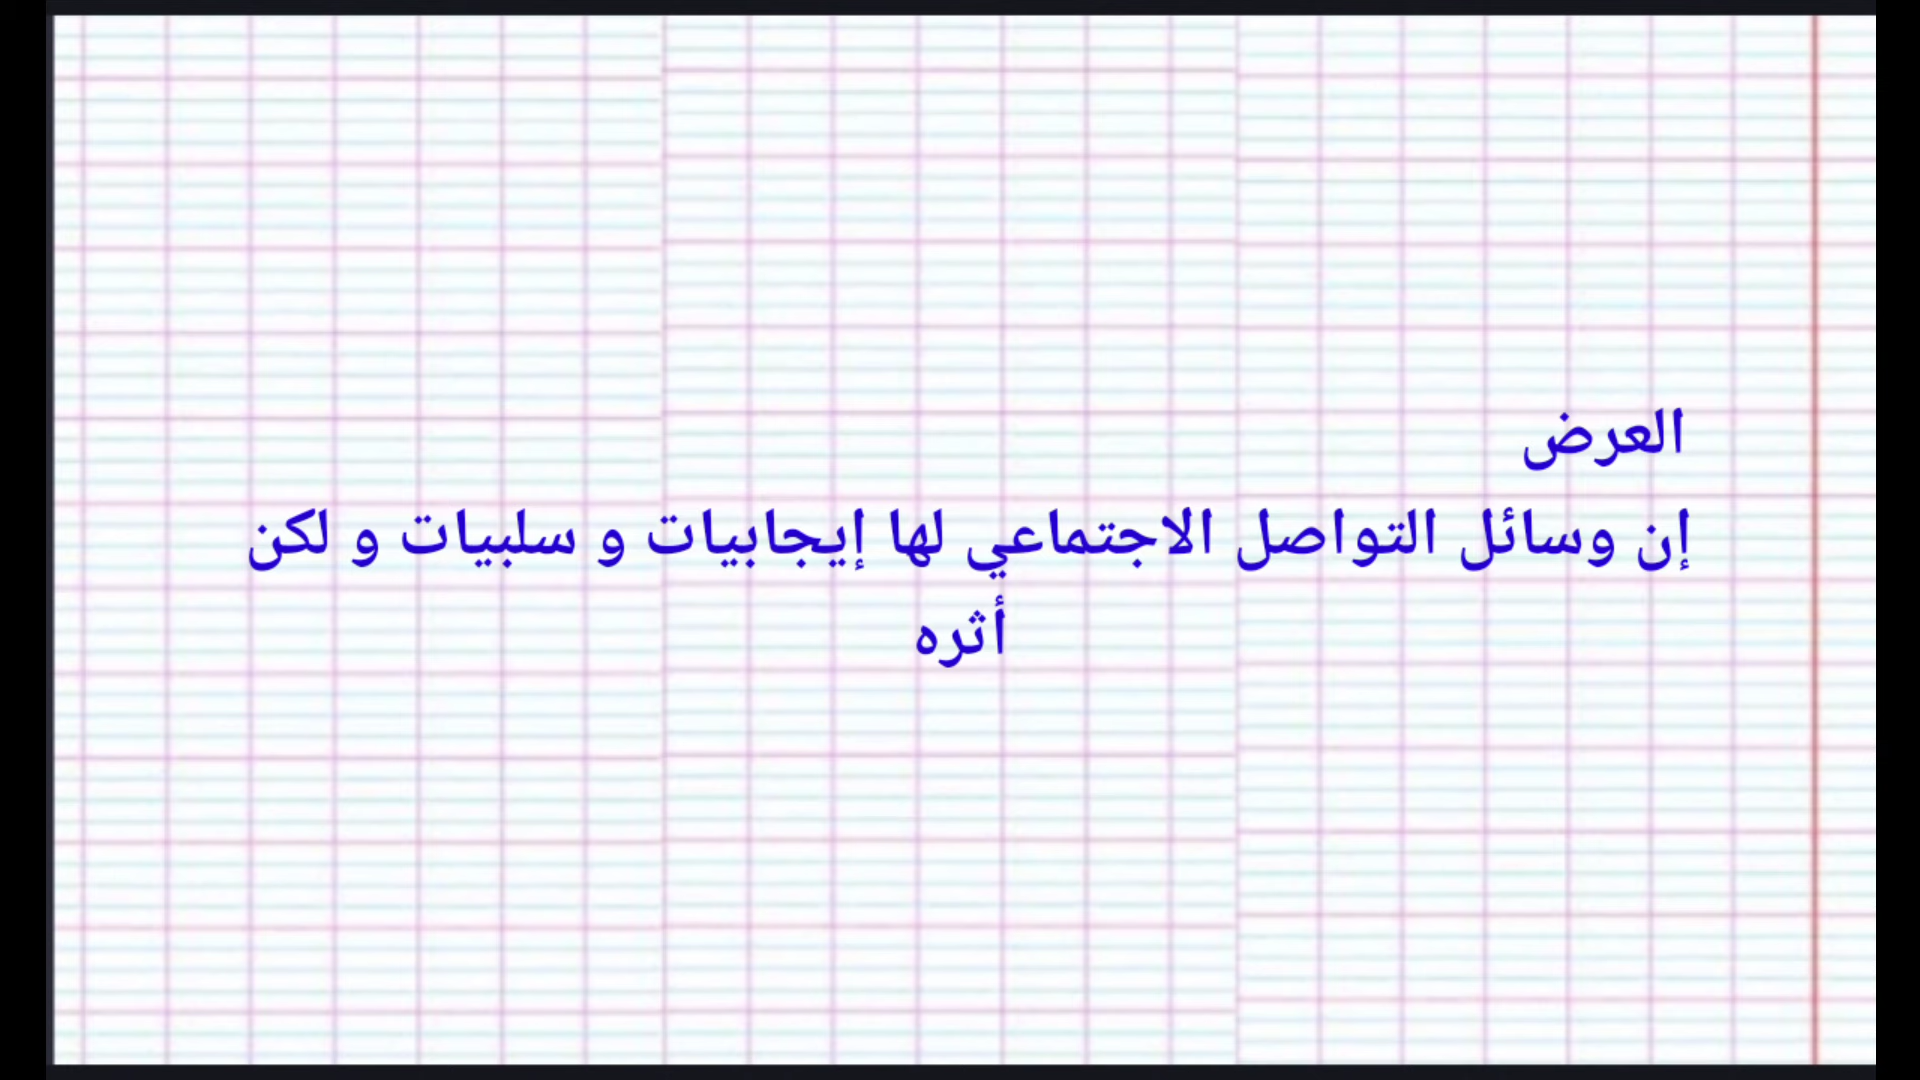 العرض
إن وسائل التواصل الاجتماعي لها إيجابيات و سلبيات و لكن
أثره